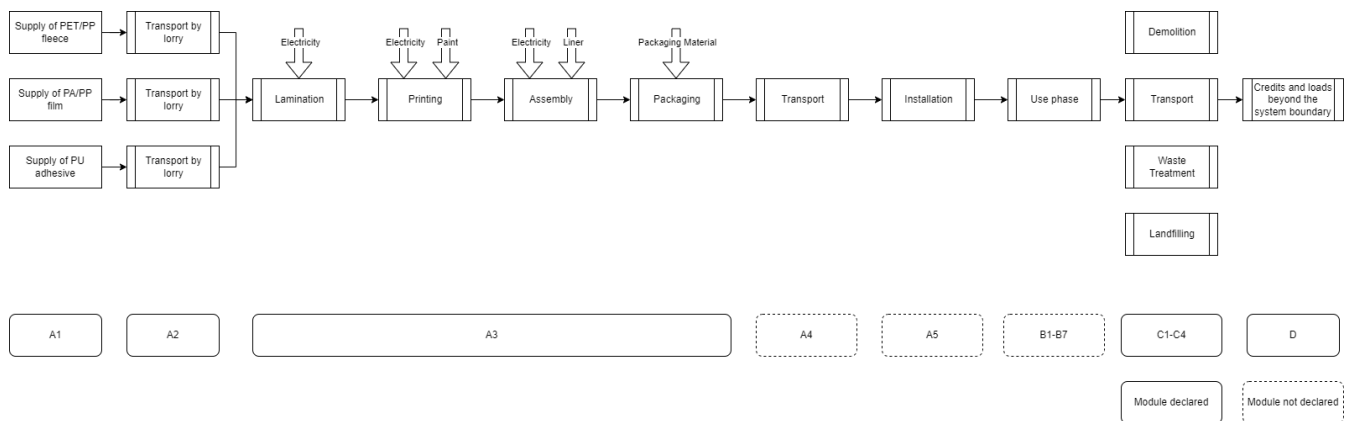 Supply of PET/PP
fleece
Transport by
lorry
Demolition
Electricity
Electricity
Paint
Electricity
Liner
Packaging Material
Supply of PA/PP
film
Transport by
lorry
Lamination
Printing
Assembly
Packaging
Transport
Installation
Use phase
Transport
Credits and loads
beyond the
system boundary
Supply of PU
adhesive
Transport by
lorry
Waste
Treatment
Landfilling
A1
A2
A3
A4
A5
B1-B7
C1-C4
D
Module declared
Module not declared